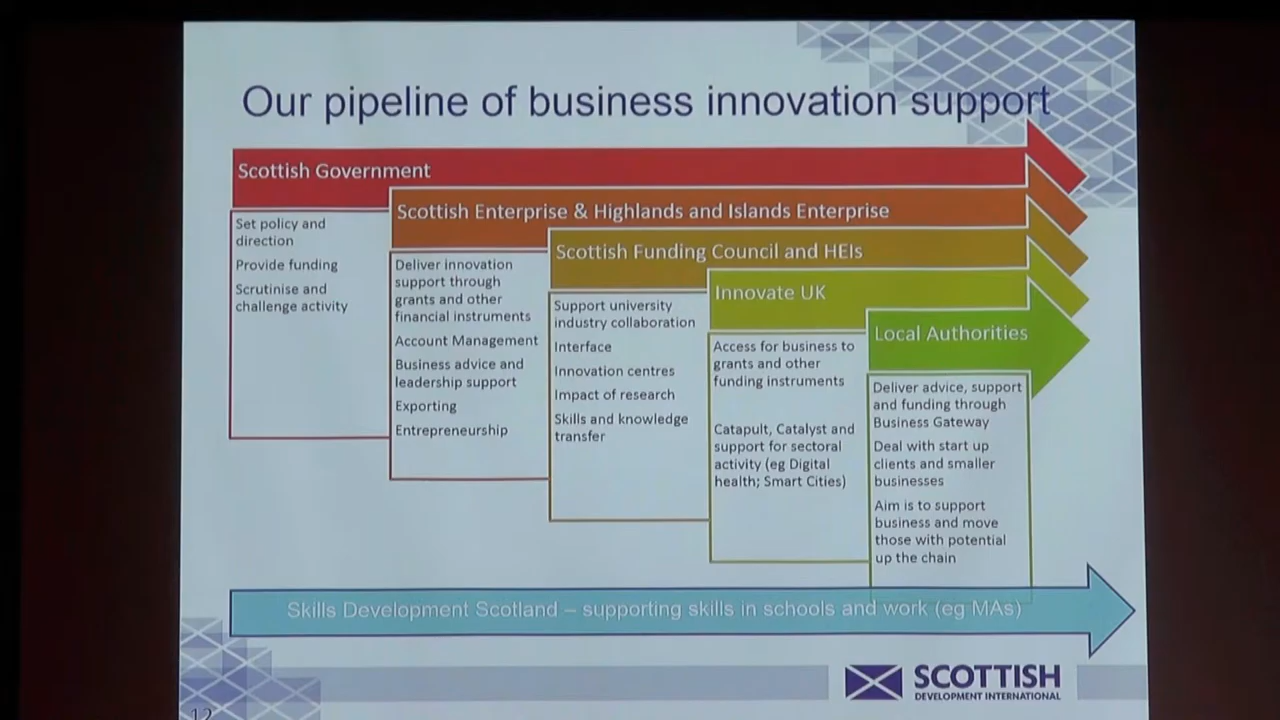 Our pipeline of business innovation support
Scottish Government
Set policy and
direction
Provide funding
Scrutinise and
challenge activity
Scottish Enterprise & Highlands and Islands Enterprise
Deliver innovation
support through
grants and other
financial instruments
Account Management
Business advice and
leadership support
Exporting
Entrepreneurship
Scottish Funding Council and HEIs
Support university
industry collaboration
Interface
Innovation centres
Impact of research
Skills and knowledge
transfer
Innovate UK
Access for business to
grants and other
funding instruments
Catapult, Catalyst and
support for sectoral
activity (eg Digital
health; Smart Cities)
Local Authorities
Deliver advice, support
and funding through
Business Gateway
Deal with start up
clients and smaller
businesses
Aim is to support
business and move
those with potential
up the chain
Skills Development Scotland – supporting skills in schools and work (eg MAs)
SCOTTISH
DEVELOPMENT INTERNATIONAL
12